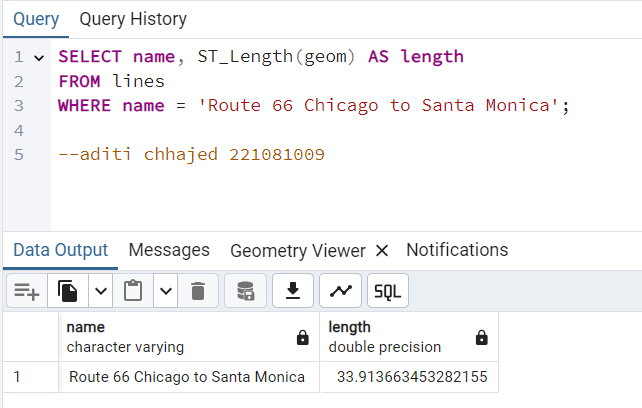 Query Query History
1 SELECT name, ST_Length(geom) AS length
2 FROM lines
3 WHERE name = 'Route 66 Chicago to Santa Monica';
4
5 --aditi chhajed 221081009
Data Output Messages Geometry Viewer Notifications
SQL
name length
character varying double precision
1 Route 66 Chicago to Santa Monica 33.913663453282155